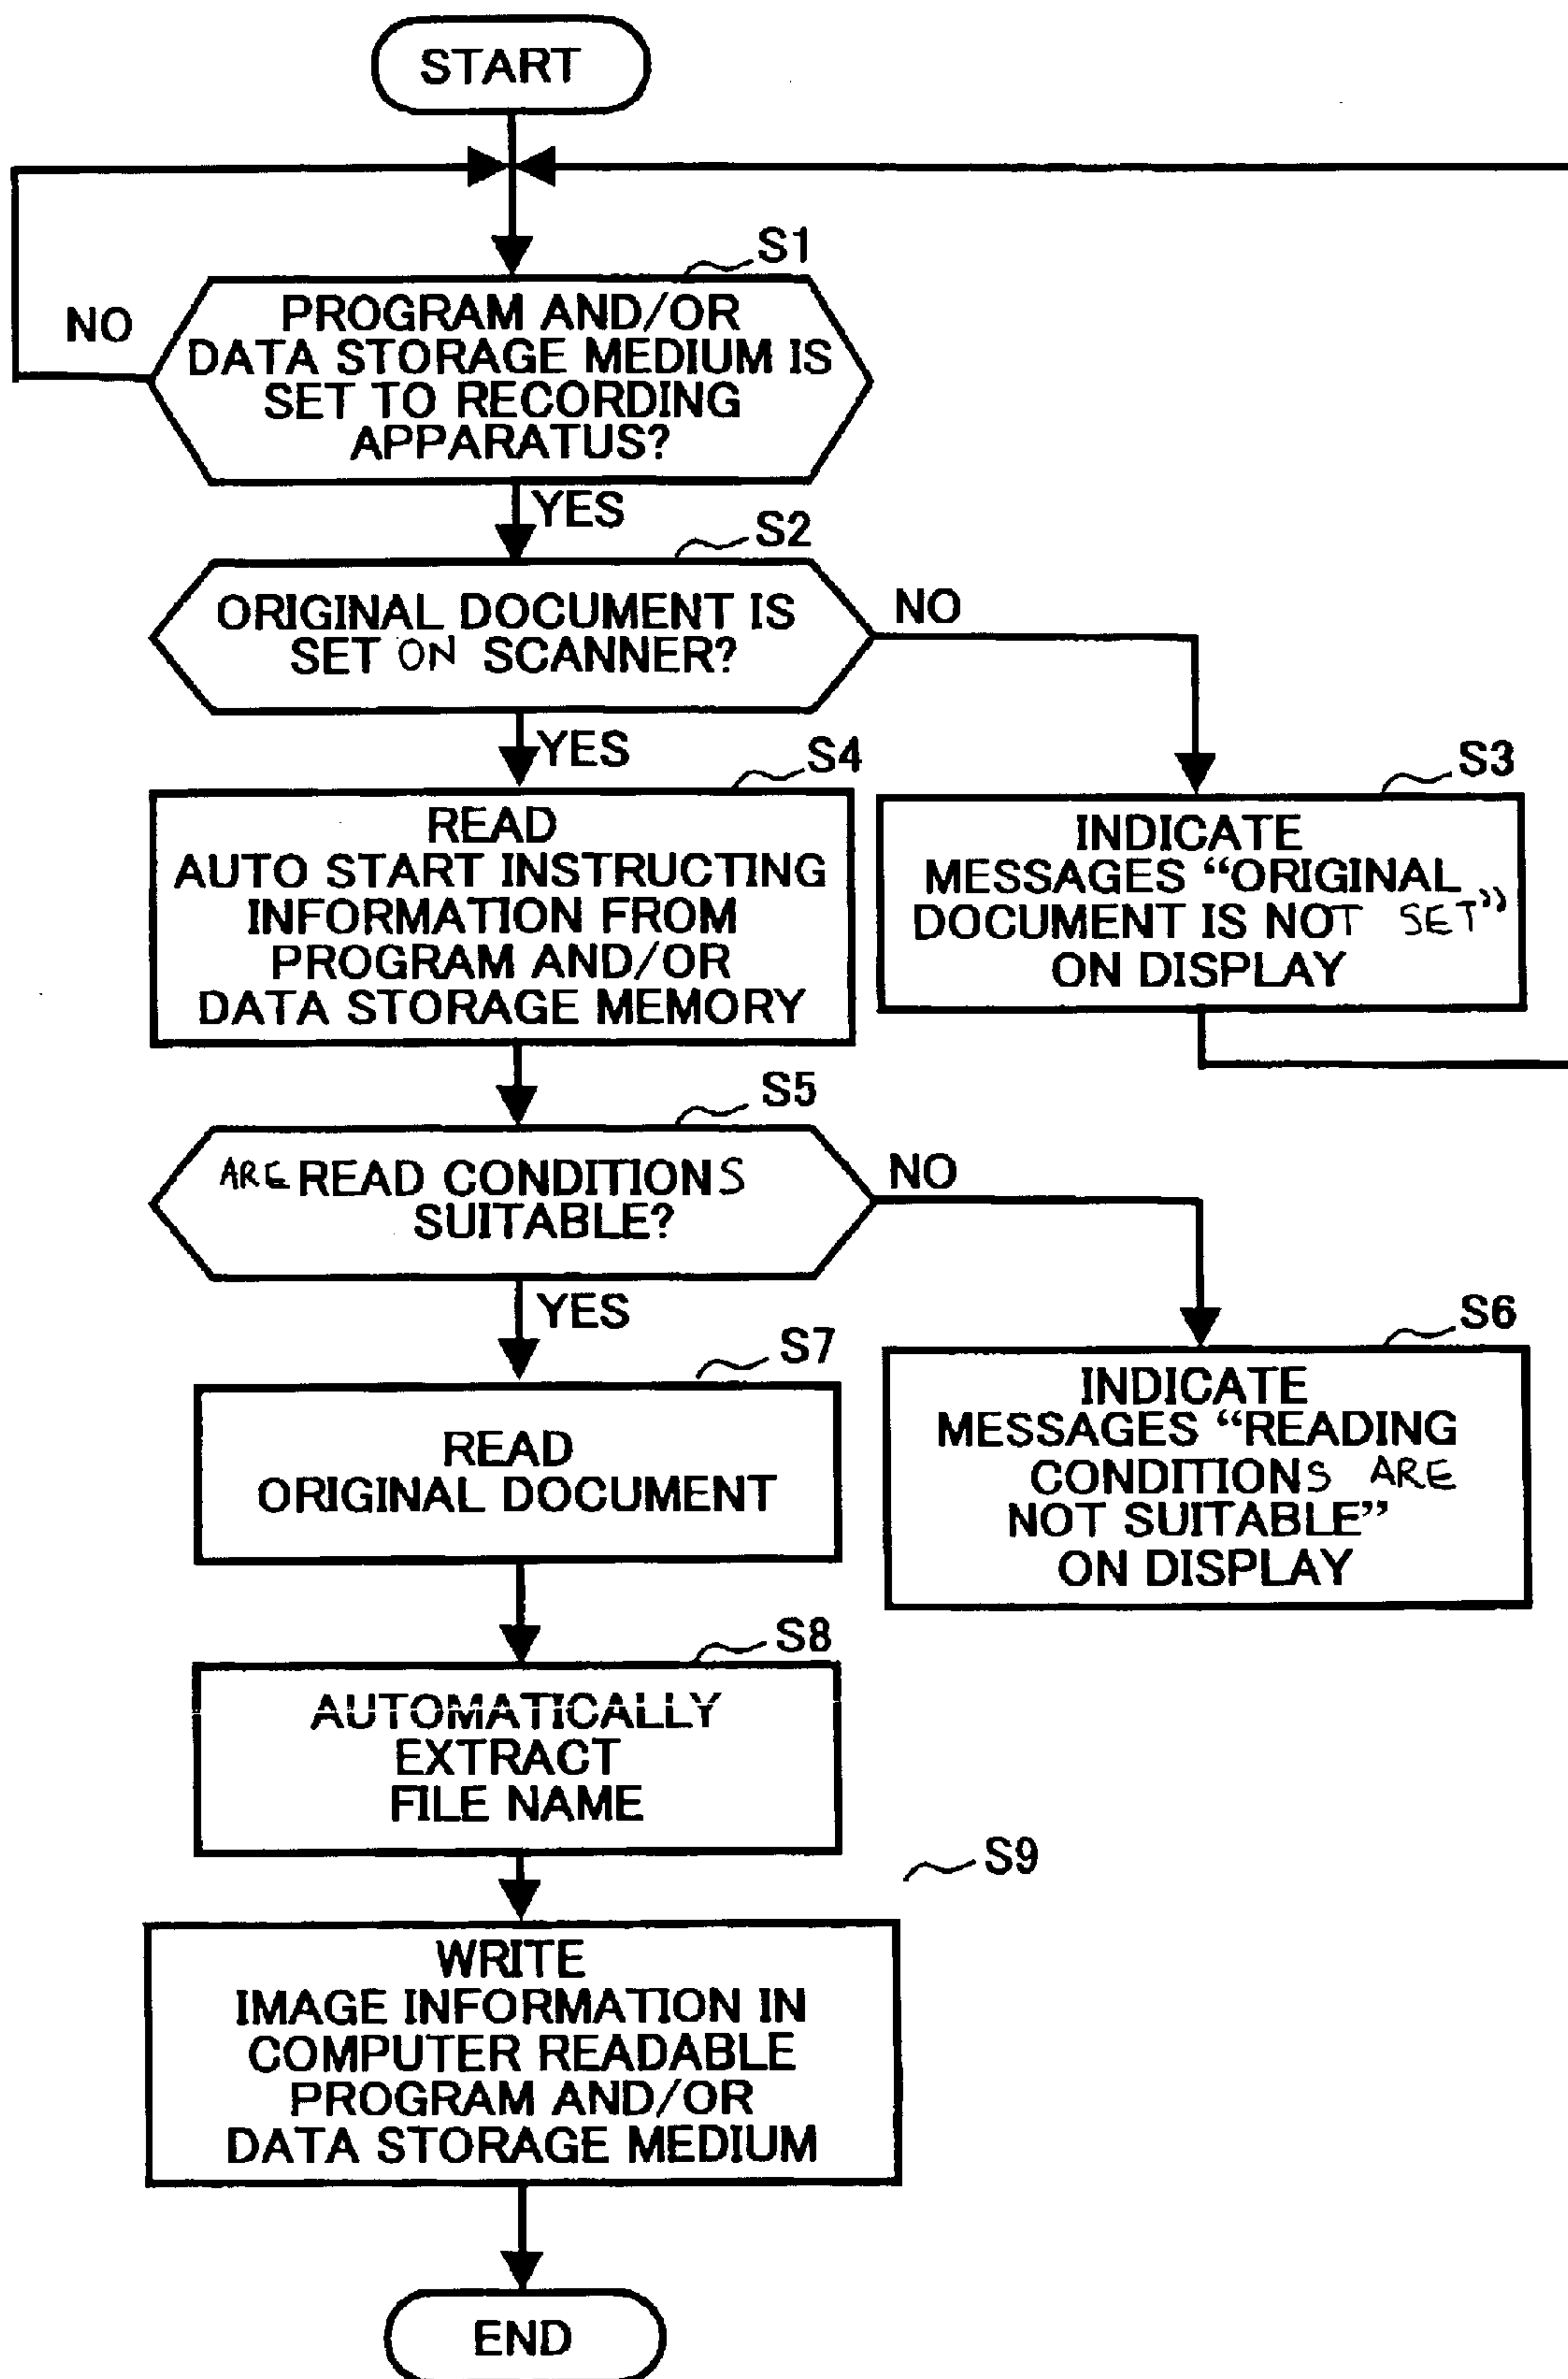 START
S1
NO
PROGRAM AND/OR
DATA STORAGE MEDIUM IS
SET TO RECORDING
APPARATUS?
YES
S2
ORIGINAL DOCUMENT IS
SET ON SCANNER?
NO
YES
S4
READ
AUTO START INSTRUCTING
INFORMATION FROM
PROGRAM AND/OR
DATA STORAGE MEMORY
S3
INDICATE
MESSAGES “ORIGINAL
DOCUMENT IS NOT SET”
ON DISPLAY
S5
ARE READ CONDITIONS
SUITABLE?
NO
YES
S6
INDICATE
MESSAGES “READING
CONDITIONS ARE
NOT SUITABLE”
ON DISPLAY
S7
READ
ORIGINAL DOCUMENT
S8
AUTOMATICALLY
EXTRACT
FILE NAME
S9
WRITE
IMAGE INFORMATION IN
COMPUTER READABLE
PROGRAM AND/OR
DATA STORAGE MEDIUM
END